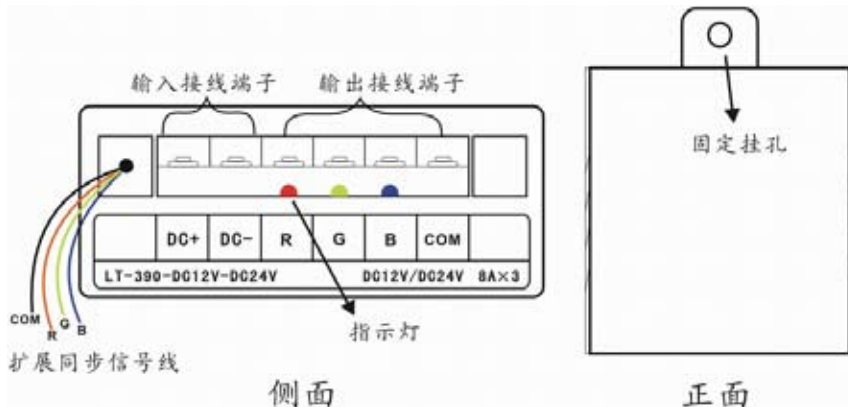 输入接线端子 输出接线端子
固定挂孔
DC+ DC- R G B COM
LT-390-DC12V-DC24V DC12V/DC24V 8A×3
COM R G B
指示灯
扩展同步信号线
侧面 正面